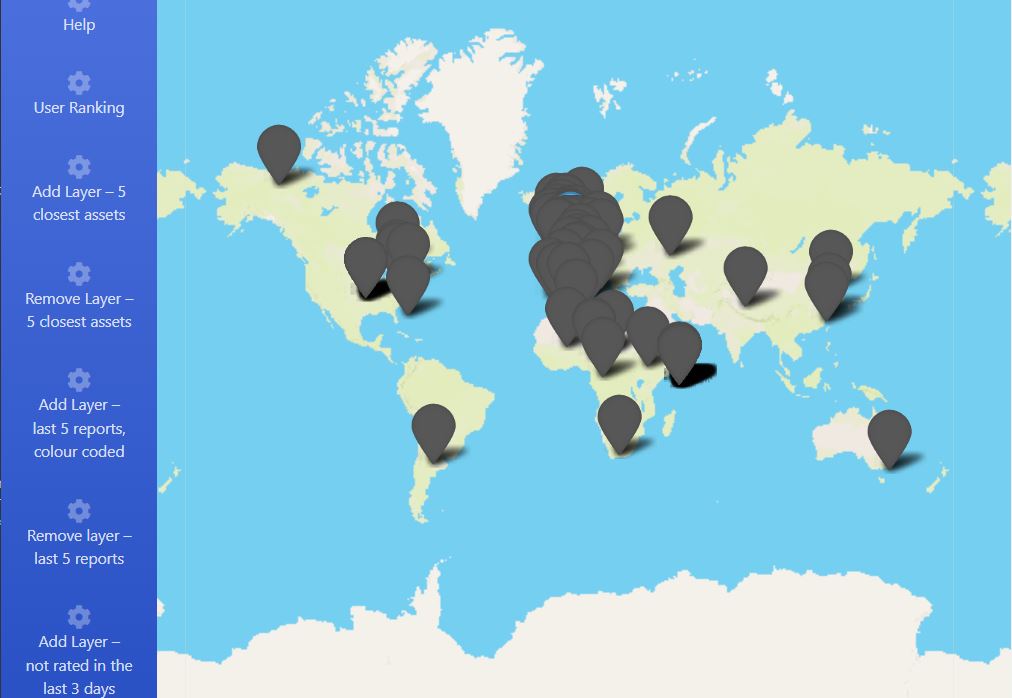 Help
User Ranking
Add Layer – 5
closest assets
Remove Layer –
5 closest assets
Add Layer –
last 5 reports,
colour coded
Remove layer –
last 5 reports
Add Layer –
not rated in the
last 3 days